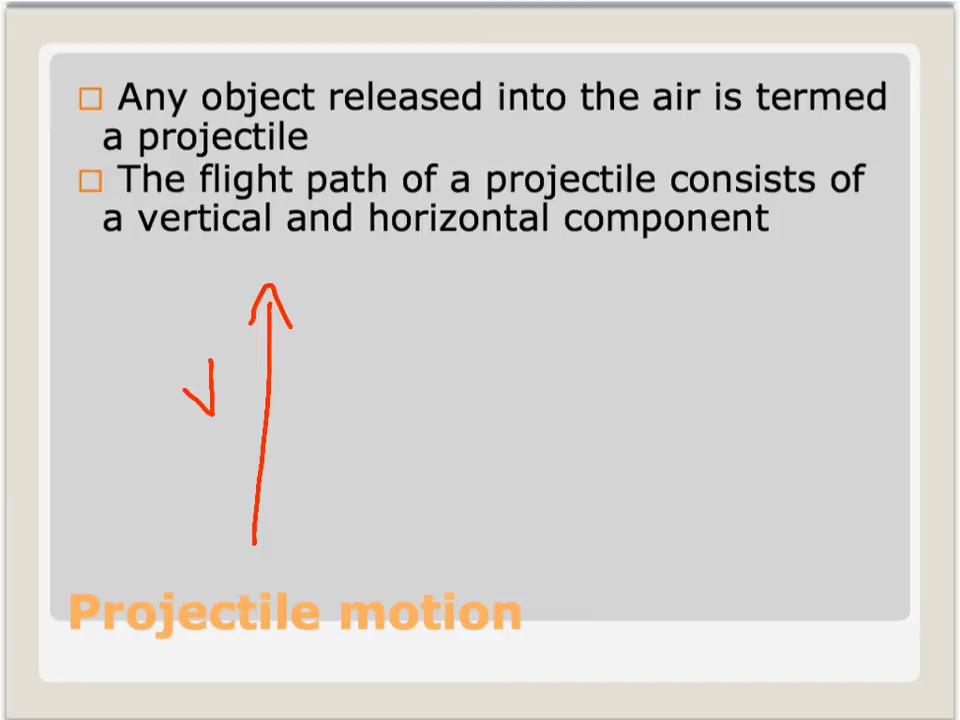 Any object released into the air is termed
a projectile
The flight path of a projectile consists of
a vertical and horizontal component
V
Projectile motion